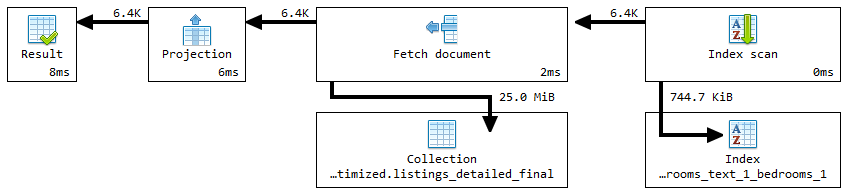 6.4K
6.4K
6.4K
Result
8ms
Projection
6ms
Fetch document
2ms
Index scan
0ms
25.0 MiB
744.7 KiB
Collection
…timized.listings_detailed_final
Index
…rooms_text_1_bedrooms_1